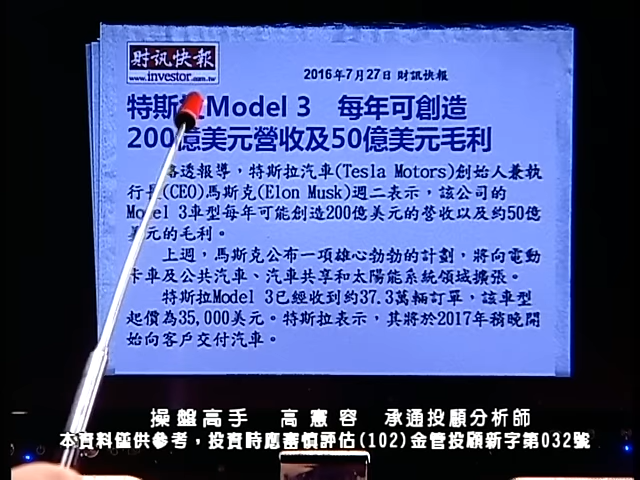 財訊快報
www.investor.com.tw
2016年7月27日 財訊快報
特斯拉Model 3 每年可創造
200億美元營收及50億美元毛利
路透報導，特斯拉汽車(Tesla Motors)創始人兼執
行長(CEO)馬斯克(Elon Musk)週二表示，該公司的
Model 3車型每年可能創造200億美元的營收以及約50億
美元的毛利。
上週，馬斯克公布一項雄心勃勃的計劃，將向電動
卡車及公共汽車、汽車共享和太陽能系統領域擴張。
特斯拉Model 3已經收到約37.3萬輛訂單，該車型
起價為35,000美元。特斯拉表示，其將於2017年稍晚開
始向客戶交付汽車。
操盤高手 高憲容 承通投顧分析師
本資料僅供參考，投資時應審慎評估(102)金管投顧新字第032號